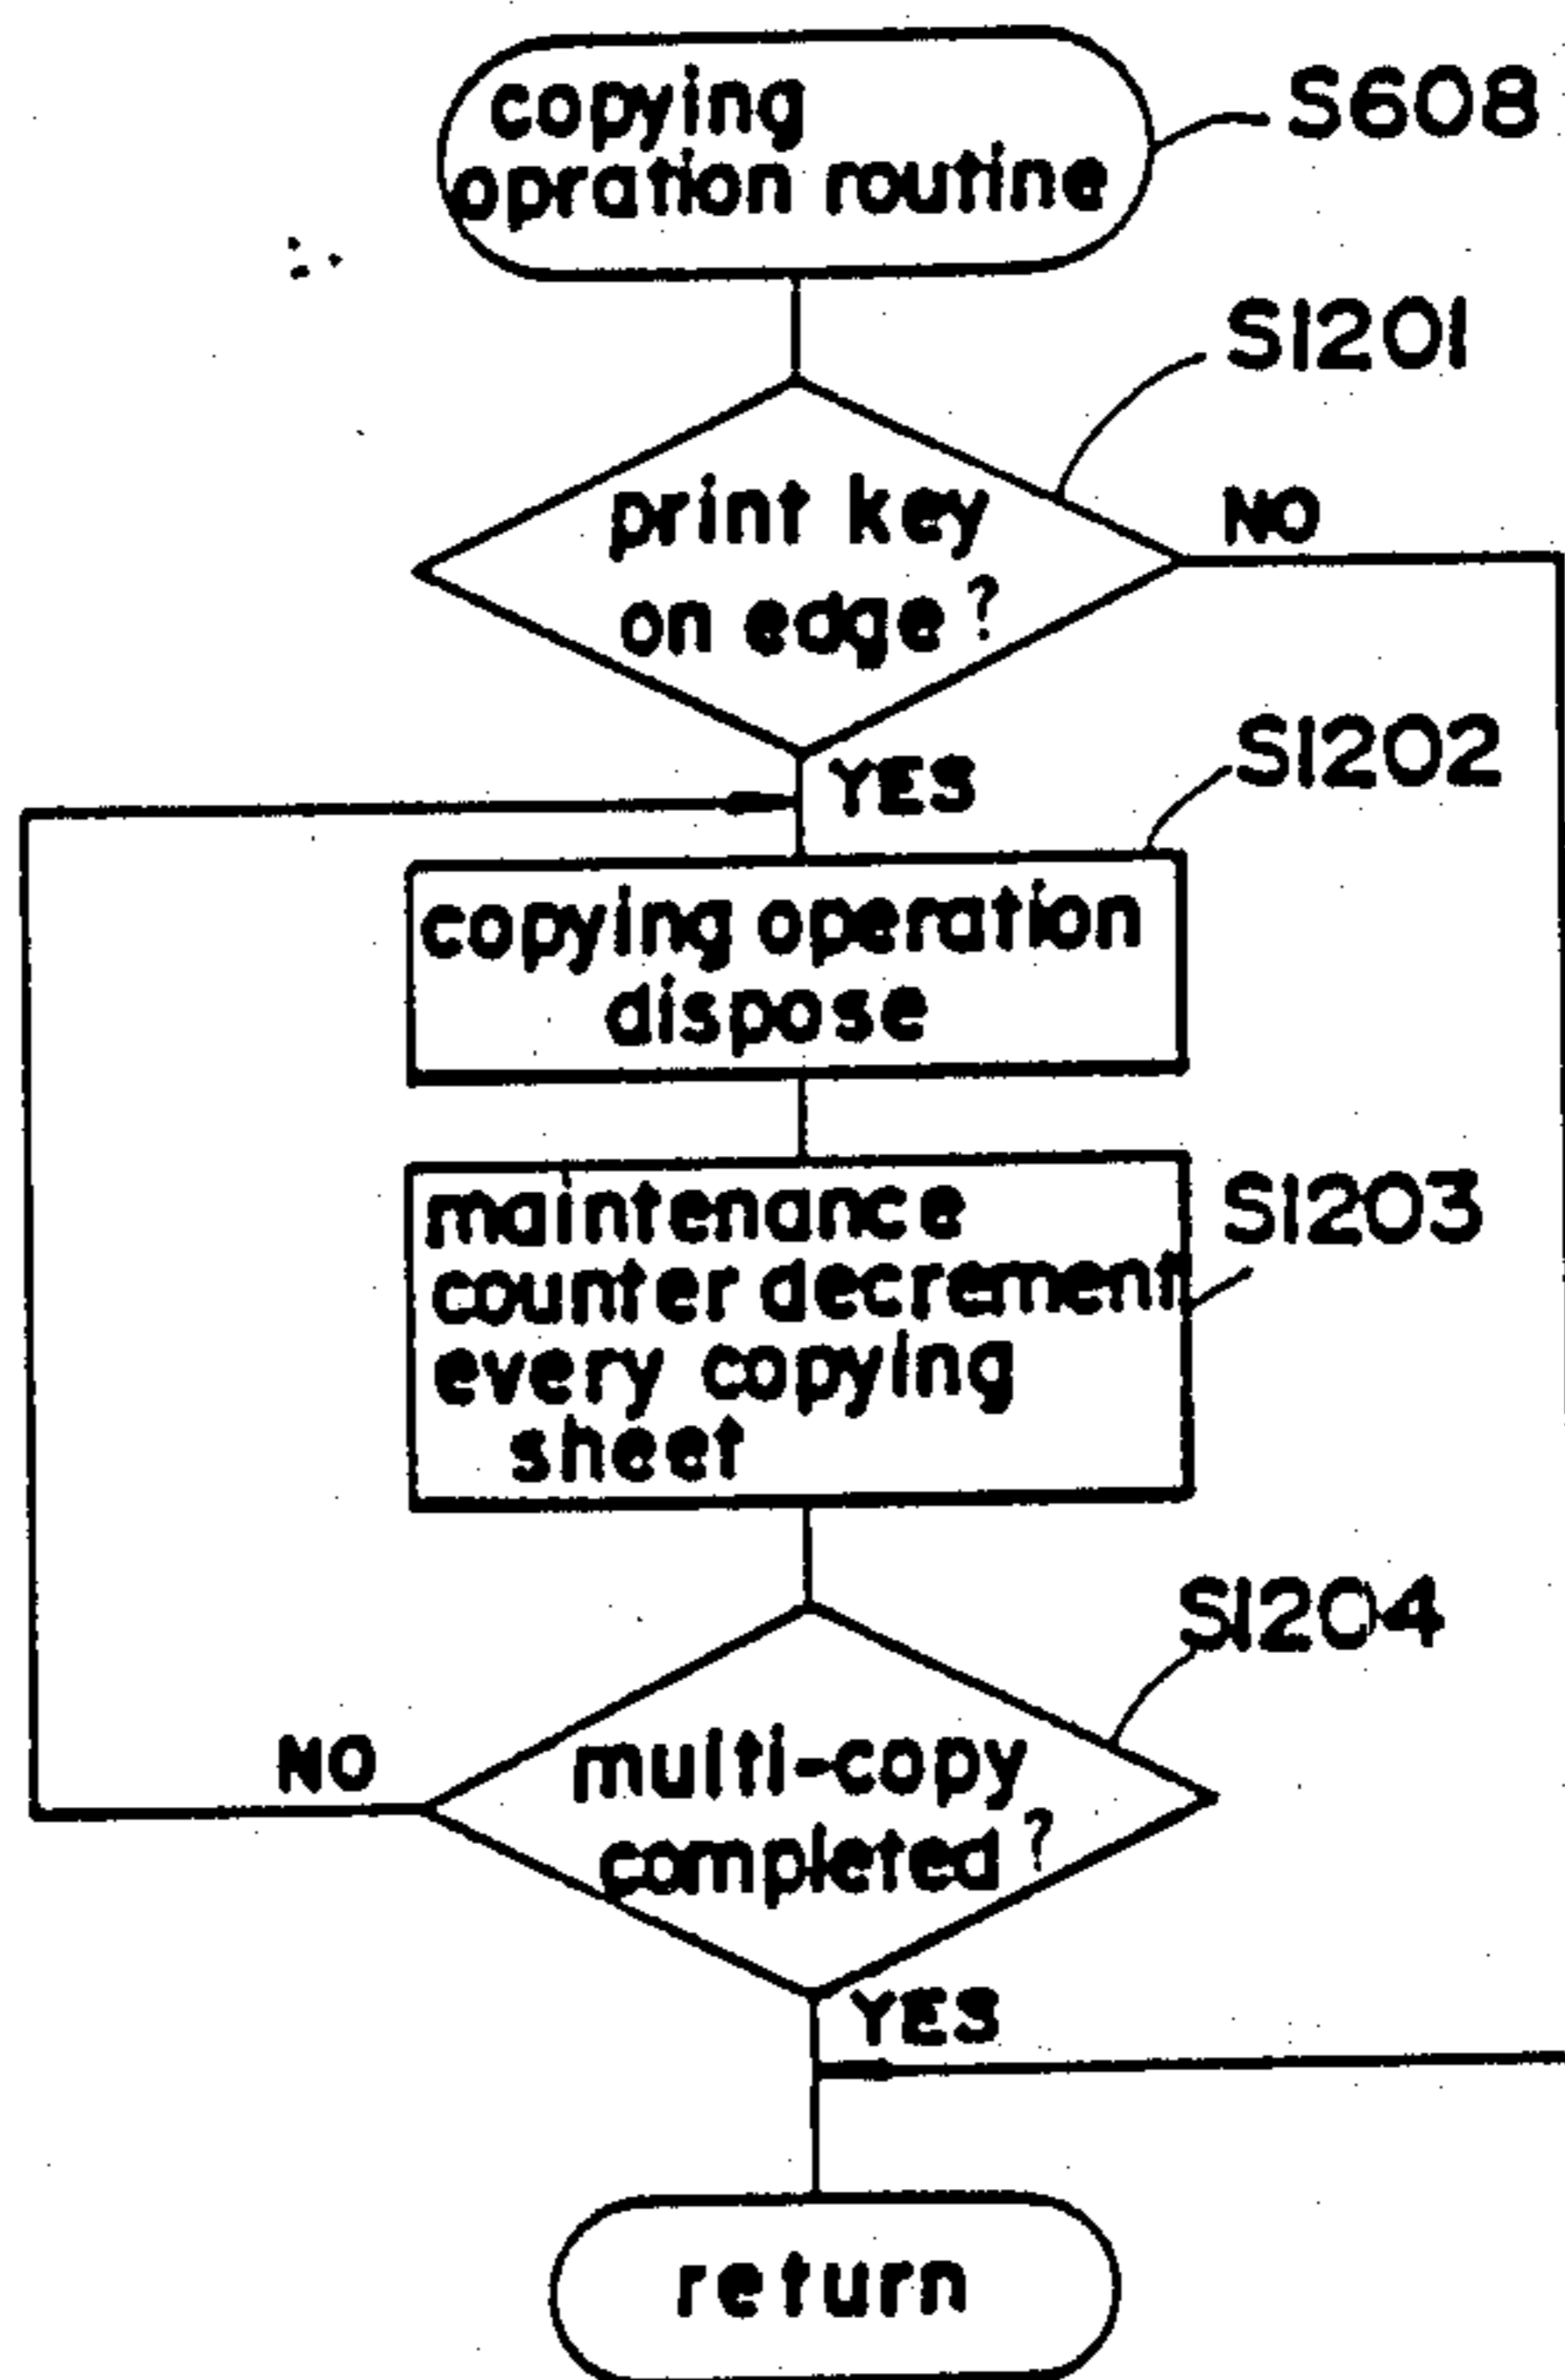 copying
opration routine
S608
S1201
print key
on edge?
NO
YES
S1202
copying operation
dispose
maintenance
counter decrement
every copying
sheet
S1203
S1204
multi-copy
completed?
NO
YES
return